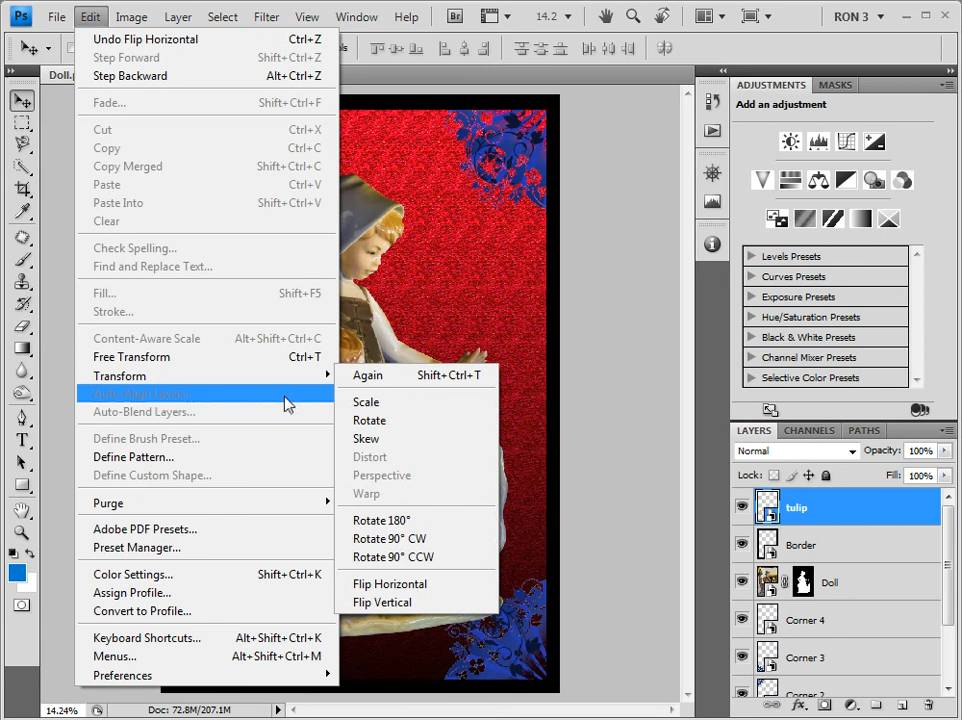 Ps File Edit Image Layer Select Filter View Window Help Br 14.2 RON 3
Doll.p
Undo Flip Horizontal Ctrl+Z
Step Forward Shift+Ctrl+Z
Step Backward Alt+Ctrl+Z
Fade... Shift+Ctrl+F
Cut Ctrl+X
Copy Ctrl+C
Copy Merged Shift+Ctrl+C
Paste Ctrl+V
Paste Into Shift+Ctrl+V
Clear
Check Spelling...
Find and Replace Text...
Fill... Shift+F5
Stroke...
Content-Aware Scale Alt+Shift+Ctrl+C
Free Transform Ctrl+T
Transform
Auto-Align Layers...
Auto-Blend Layers...
Define Brush Preset...
Define Pattern...
Define Custom Shape...
Purge
Adobe PDF Presets...
Preset Manager...
Color Settings... Shift+Ctrl+K
Assign Profile...
Convert to Profile...
Keyboard Shortcuts... Alt+Shift+Ctrl+K
Menus... Alt+Shift+Ctrl+M
Preferences
Again Shift+Ctrl+T
Scale
Rotate
Skew
Distort
Perspective
Warp
Rotate 180°
Rotate 90° CW
Rotate 90° CCW
Flip Horizontal
Flip Vertical
ADJUSTMENTS MASKS
Add an adjustment
Levels Presets
Curves Presets
Exposure Presets
Hue/Saturation Presets
Black & White Presets
Channel Mixer Presets
Selective Color Presets
LAYERS CHANNELS PATHS
Normal Opacity: 100%
Lock: Fill: 100%
tulip
Border
Doll
Corner 4
Corner 3
Corner 2
14.24% Doc: 72.8M/207.1M